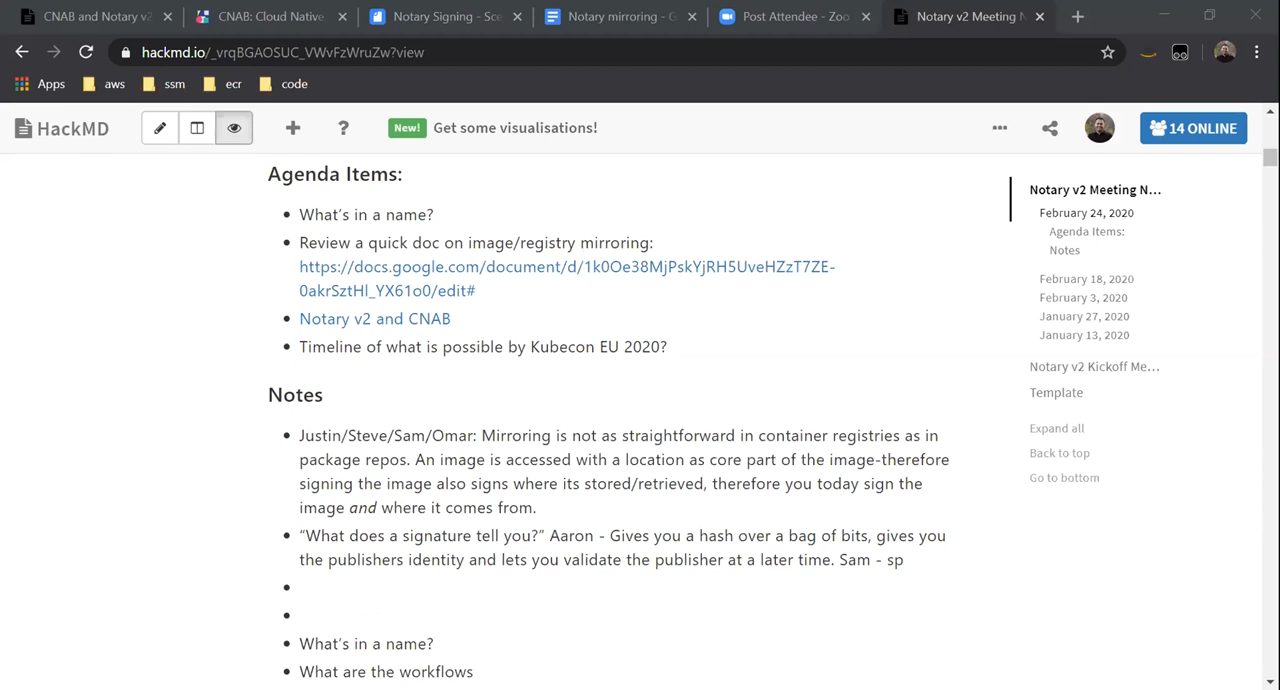 CNAB and Notary v2
CNAB: Cloud Native
Notary Signing - Sce
Notary mirroring - G
Post Attendee - Zoo
Notary v2 Meeting N
hackmd.io/_vrqBGAOSUC_VWvFzWruZw?view
Apps
aws
ssm
ecr
code
HackMD
New! Get some visualisations!
14 ONLINE
Agenda Items:
What's in a name?
Review a quick doc on image/registry mirroring:
https://docs.google.com/document/d/1k0Oe38MjPskYjRH5UveHZzT7ZE-
0akrSztHl_YX61o0/edit#
Notary v2 and CNAB
Timeline of what is possible by Kubecon EU 2020?
Notes
Justin/Steve/Sam/Omar: Mirroring is not as straightforward in container registries as in
package repos. An image is accessed with a location as core part of the image-therefore
signing the image also signs where its stored/retrieved, therefore you today sign the
image and where it comes from.
“What does a signature tell you?” Aaron - Gives you a hash over a bag of bits, gives you
the publishers identity and lets you validate the publisher at a later time. Sam - sp
What's in a name?
What are the workflows
Notary v2 Meeting N...
February 24, 2020
Agenda Items:
Notes
February 18, 2020
February 3, 2020
January 27, 2020
January 13, 2020
Notary v2 Kickoff Me...
Template
Expand all
Back to top
Go to bottom